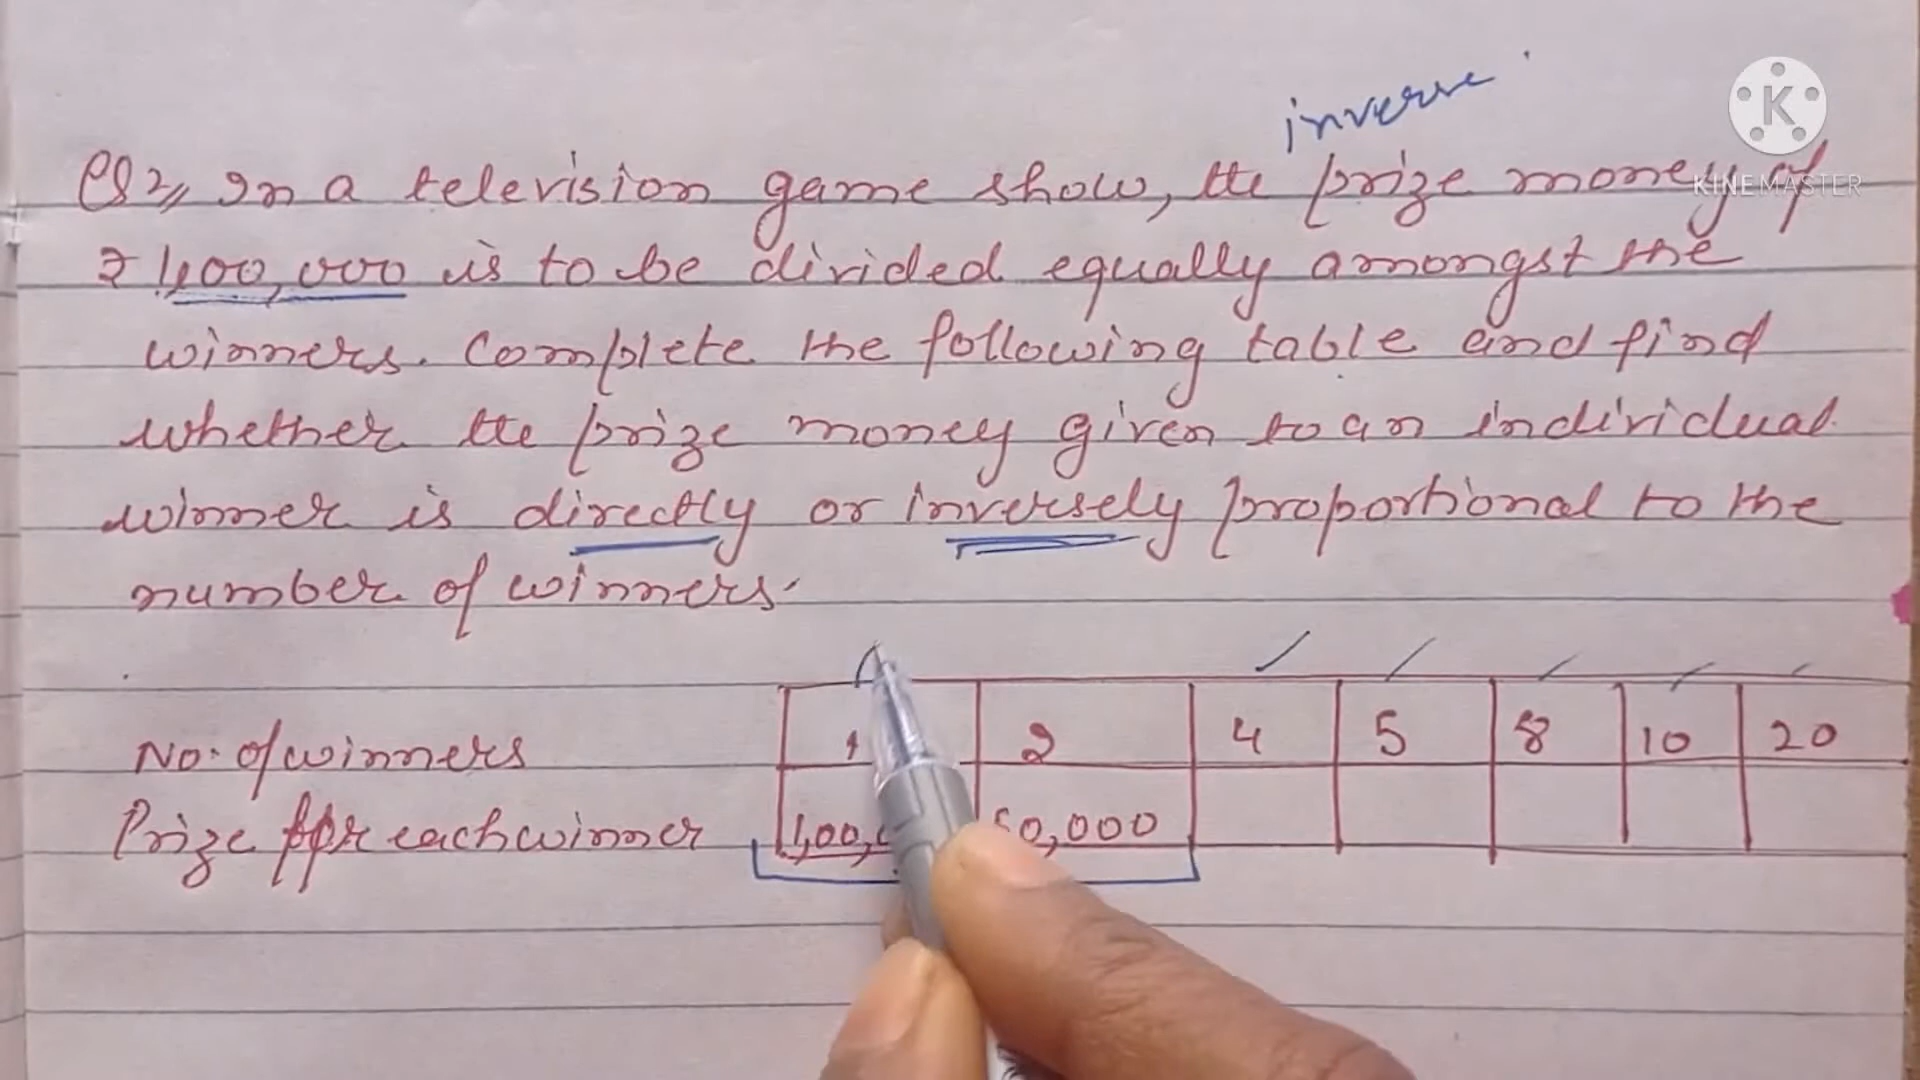 inverse
Q2, In a television game show, the prize money of
₹ 1,00,000 is to be divided equally amongst the
winners. Complete the following table and find
whether the prize money given to an individual
winner is directly or inversely proportional to the
number of winners.
No. of winners 1 2 4 5 8 10 20
Prize for each winner 1,00, 50,000
K
KINEMASTER